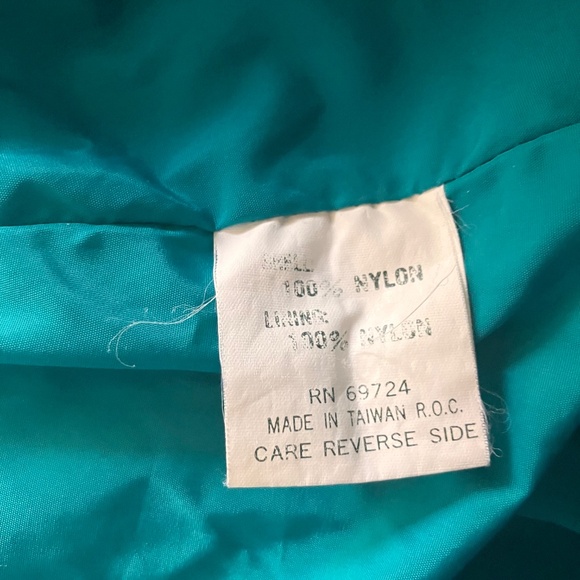 SHELL:
100% NYLON
LINING:
100% NYLON
RN 69724
MADE IN TAIWAN R.O.C.
CARE REVERSE SIDE